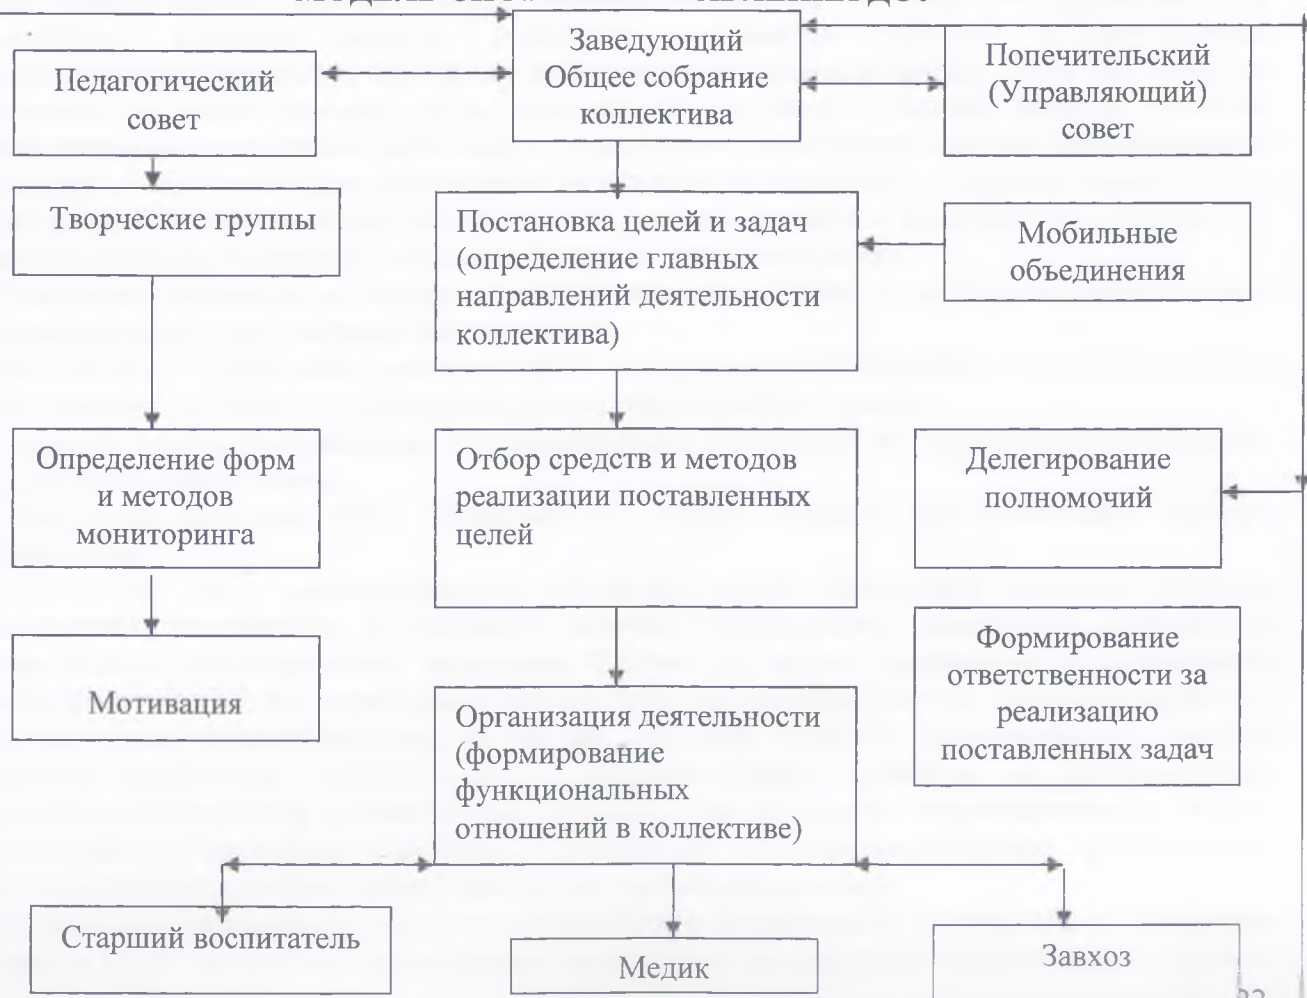 Педагогический
совет
Заведующий
Общее собрание
коллектива
Попечительский
(Управляющий)
совет
Творческие группы
Постановка целей и задач
(определение главных
направлений деятельности
коллектива)
Мобильные
объединения
Определение форм
и методов
мониторинга
Отбор средств и методов
реализации поставленных
целей
Делегирование
полномочий
Мотивация
Организация деятельности
(формирование
функциональных
отношений в коллективе)
Формирование
ответственности за
реализацию
поставленных задач
Старший воспитатель
Медик
Завхоз